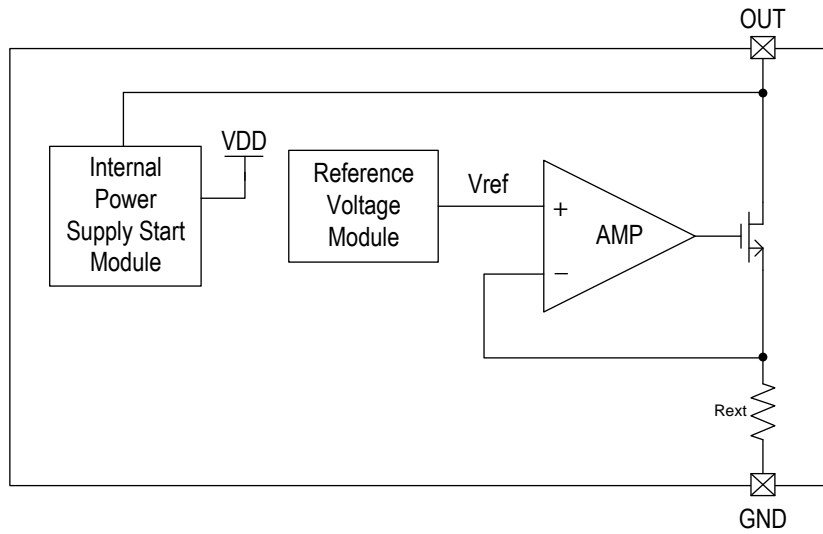 OUT
VDD
Internal
Power
Supply Start
Module
Reference
Voltage
Module
Vref
+
AMP
−
Rext
GND